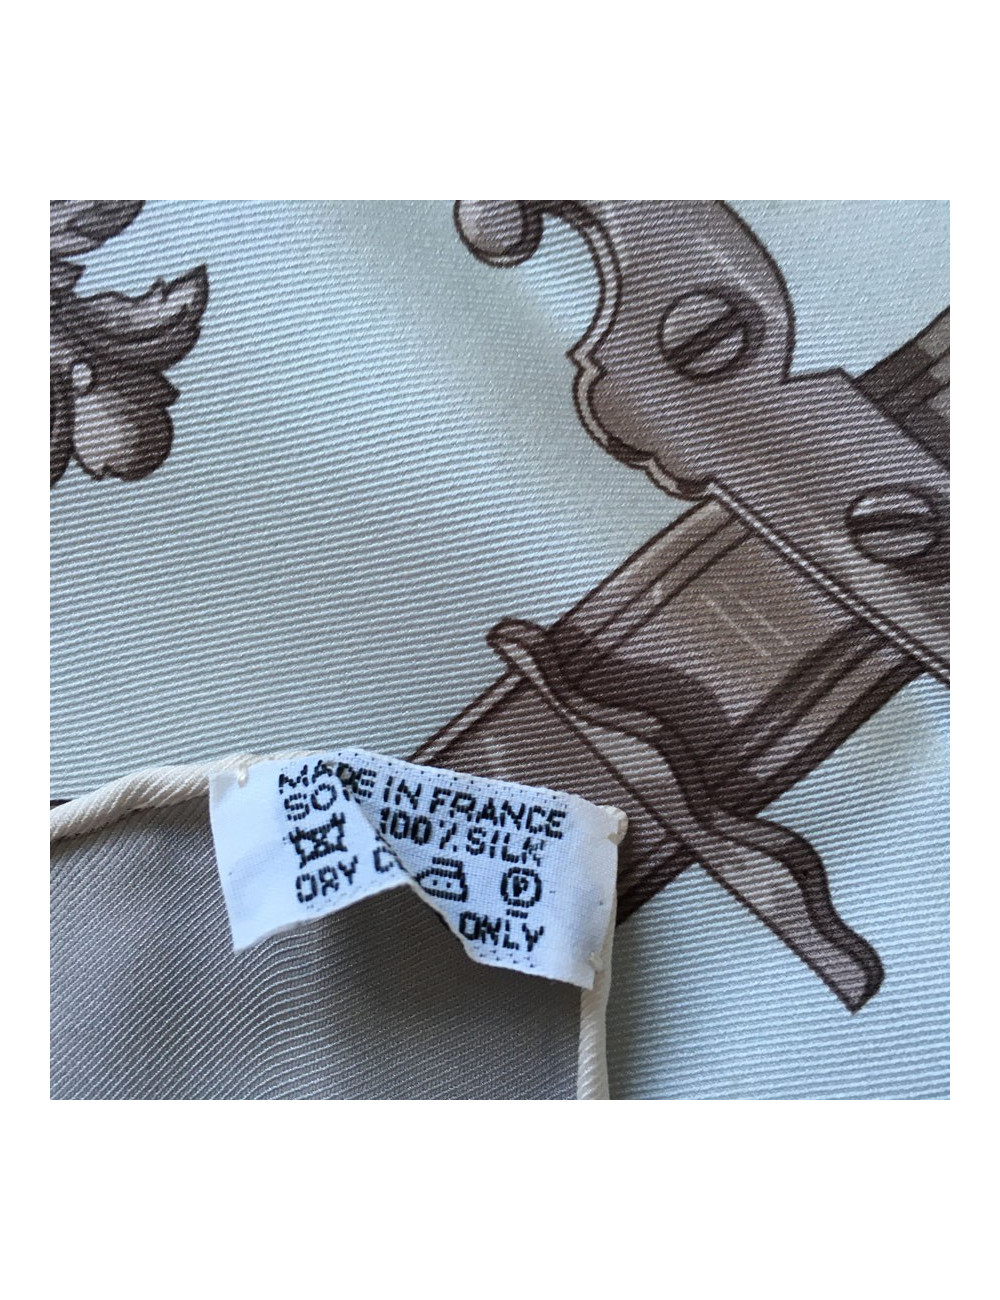 MADE IN FRANCE
100% SILK
P
DRY ONLY